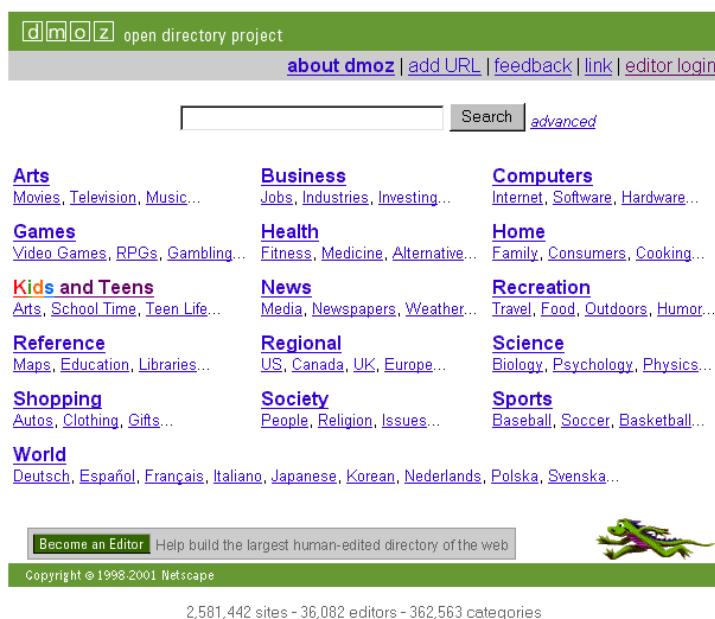 dmoz open directory project
about dmoz | add URL | feedback | link | editor login
Search advanced
Arts Business Computers
Movies, Television, Music... Jobs, Industries, Investing... Internet, Software, Hardware...
Games Health Home
Video Games, RPGs, Gambling... Fitness, Medicine, Alternative... Family, Consumers, Cooking...
Kids and Teens News Recreation
Arts, School Time, Teen Life... Media, Newspapers, Weather... Travel, Food, Outdoors, Humor...
Reference Regional Science
Maps, Education, Libraries... US, Canada, UK, Europe... Biology, Psychology, Physics...
Shopping Society Sports
Autos, Clothing, Gifts... People, Religion, Issues... Baseball, Soccer, Basketball...
World
Deutsch, Español, Français, Italiano, Japanese, Korean, Nederlands, Polska, Svenska...
Become an Editor Help build the largest human-edited directory of the web
Copyright © 1998-2001 Netscape
2,581,442 sites - 36,082 editors - 362,563 categories